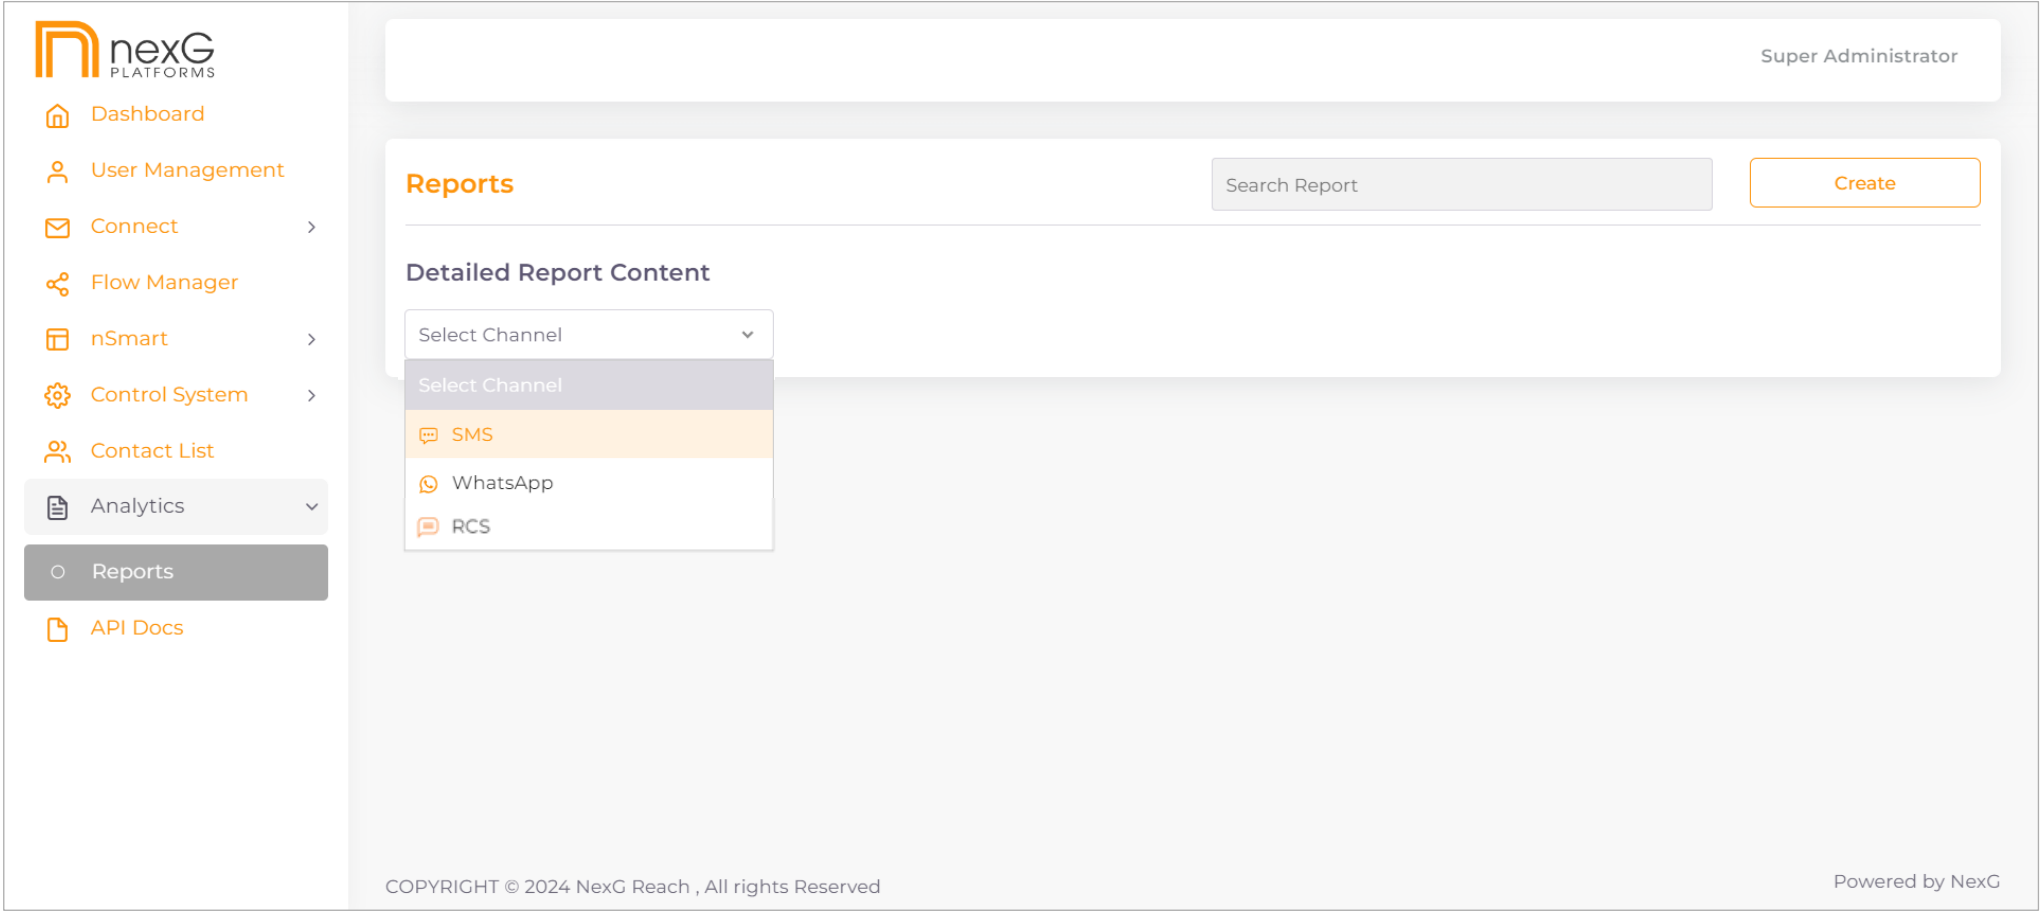 nexG
PLATFORMS
Dashboard
User Management
Connect
Flow Manager
nSmart
Control System
Contact List
Analytics
Reports
API Docs
Super Administrator
Reports
Search Report
Create
Detailed Report Content
Select Channel
Select Channel
SMS
WhatsApp
RCS
COPYRIGHT © 2024 NexG Reach , All rights Reserved
Powered by NexG